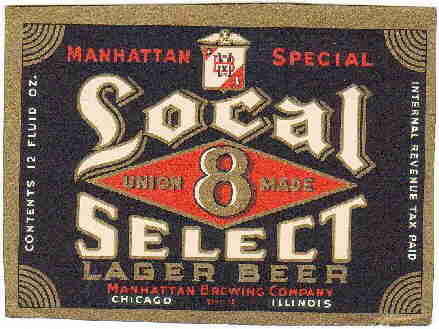 MANHATTAN SPECIAL
Local
UNION 8 MADE
SELECT
LAGER BEER
MANHATTAN BREWING COMPANY
CHICAGO ILLINOIS
CONTENTS 12 FLUID OZ.
INTERNAL REVENUE TAX PAID